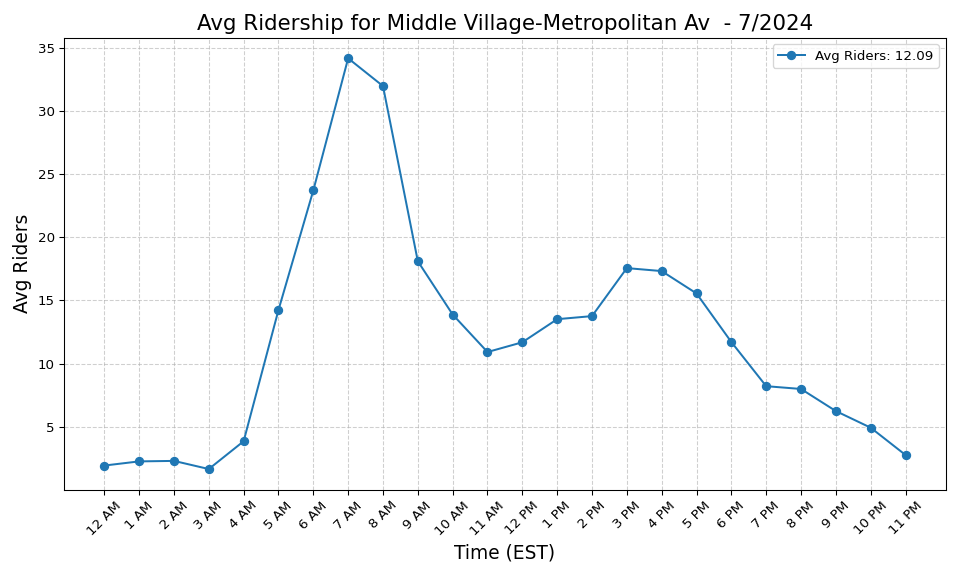 Avg Ridership for Middle Village-Metropolitan Av  - 7/2024
Avg Riders: 12.09
Avg Riders
35
30
25
20
15
10
5
12 AM
1 AM
2 AM
3 AM
4 AM
5 AM
6 AM
7 AM
8 AM
9 AM
10 AM
11 AM
12 PM
1 PM
2 PM
3 PM
4 PM
5 PM
6 PM
7 PM
8 PM
9 PM
10 PM
11 PM
Time (EST)